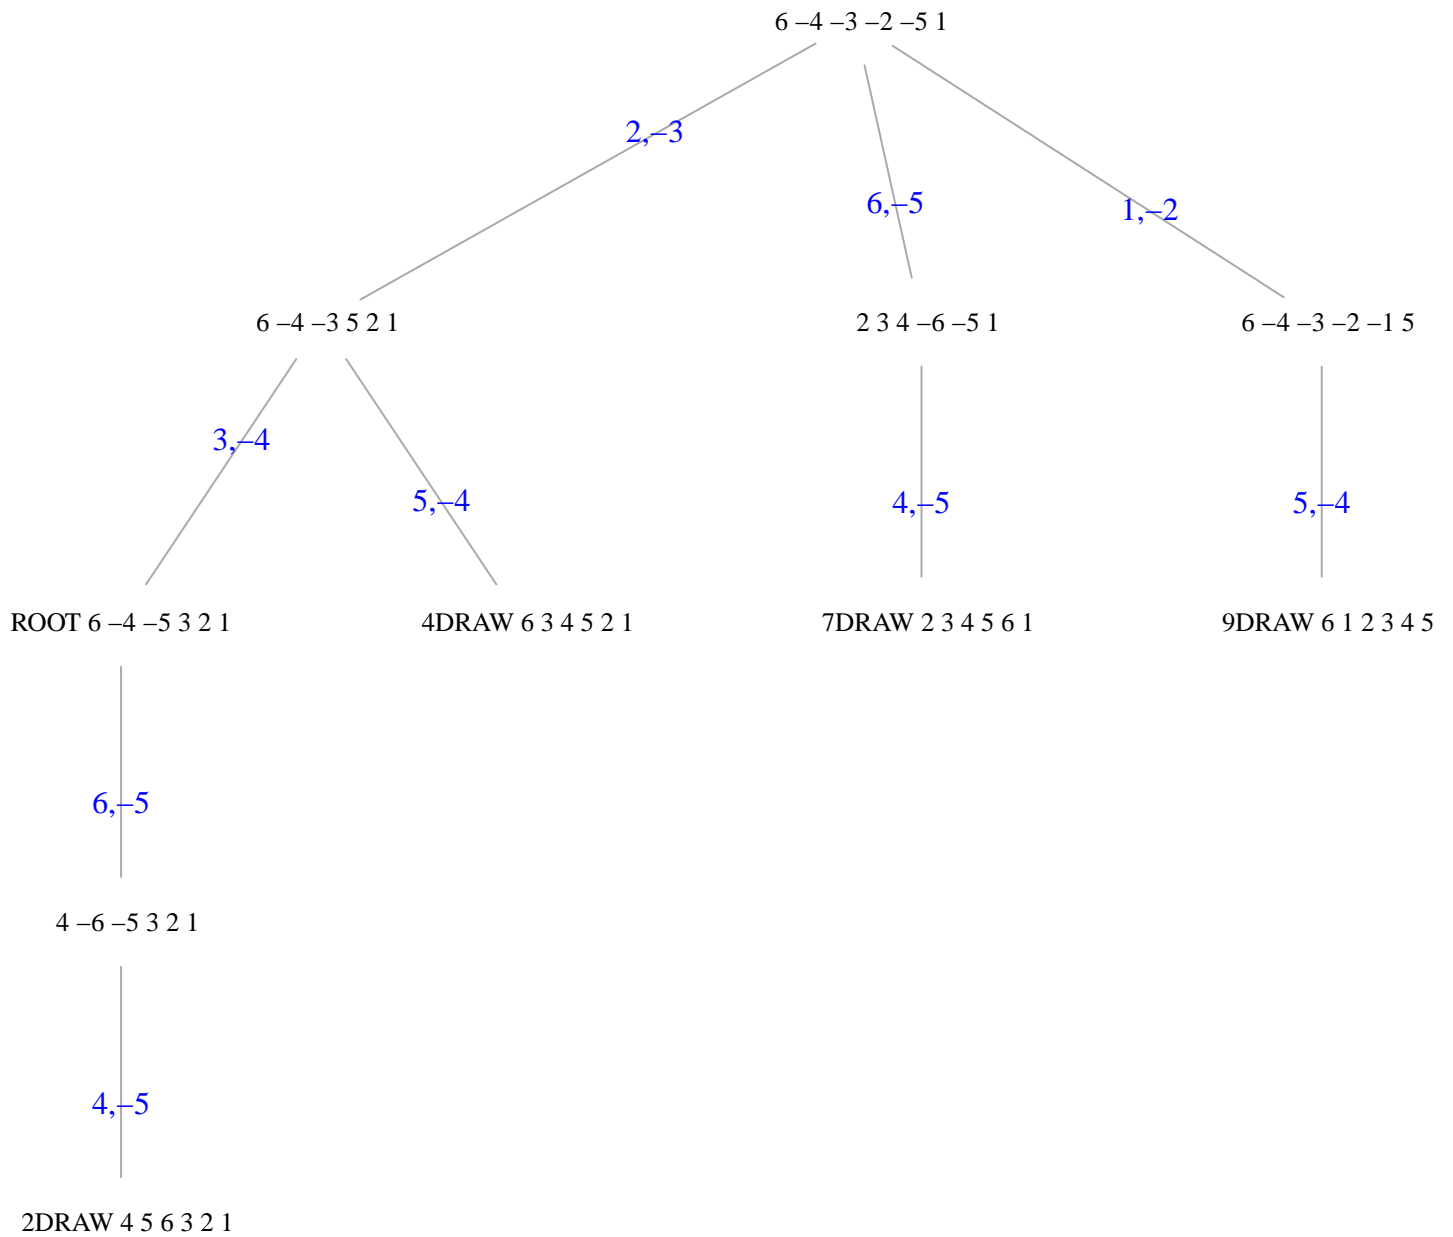 6 –4 –3 –2 –5 1
2,–3
6,–5
1,–2
6 –4 –3 5 2 1
2 3 4 –6 –5 1
6 –4 –3 –2 –1 5
3,–4
5,–4
4,–5
5,–4
ROOT 6 –4 –5 3 2 1
4DRAW 6 3 4 5 2 1
7DRAW 2 3 4 5 6 1
9DRAW 6 1 2 3 4 5
6,–5
4 –6 –5 3 2 1
4,–5
2DRAW 4 5 6 3 2 1